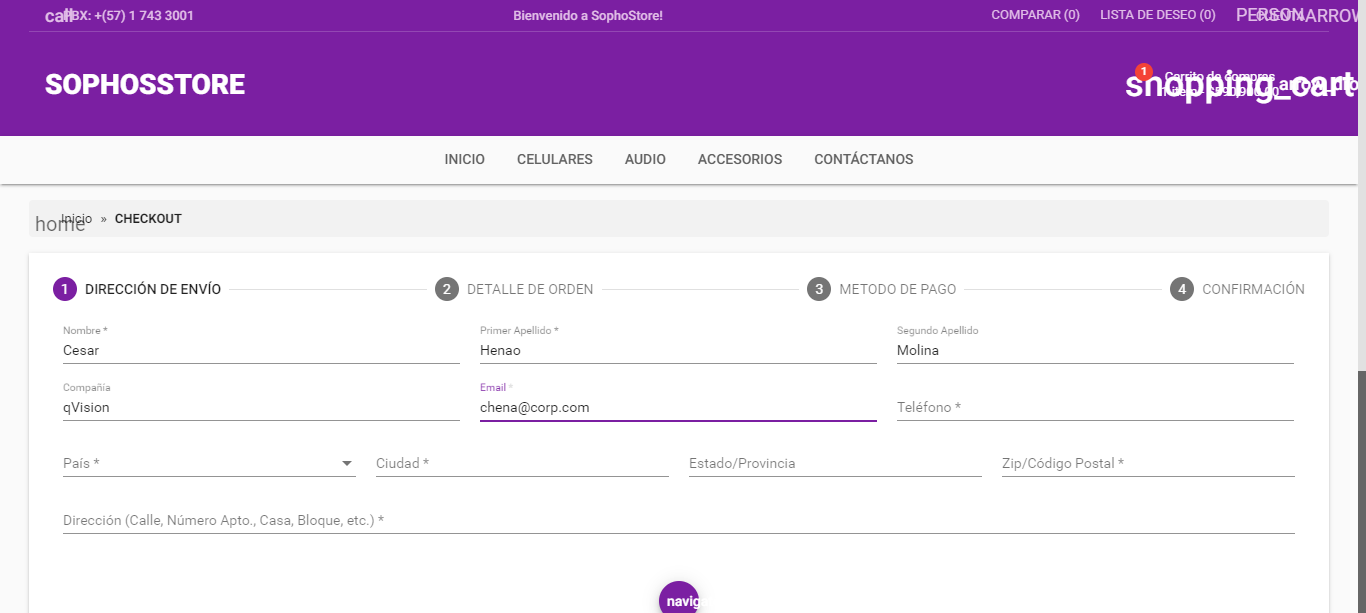 call PBX: +(57) 1 743 3001
Bienvenido a SophoStore!
COMPARAR (0)
LISTA DE DESEO (0)
PERSON
SOPHOSSTORE
1
shopping_cart
Carrito de compras
INICIO
CELULARES
AUDIO
ACCESORIOS
CONTÁCTANOS
home
Inicio » CHECKOUT
1 DIRECCIÓN DE ENVÍO
2 DETALLE DE ORDEN
3 METODO DE PAGO
4 CONFIRMACIÓN
Nombre *
Cesar
Primer Apellido *
Henao
Segundo Apellido
Molina
Compañía
qVision
Email *
chena@corp.com
Teléfono *
País *
Ciudad *
Estado/Provincia
Zip/Código Postal *
Dirección (Calle, Número Apto., Casa, Bloque, etc.) *
navig